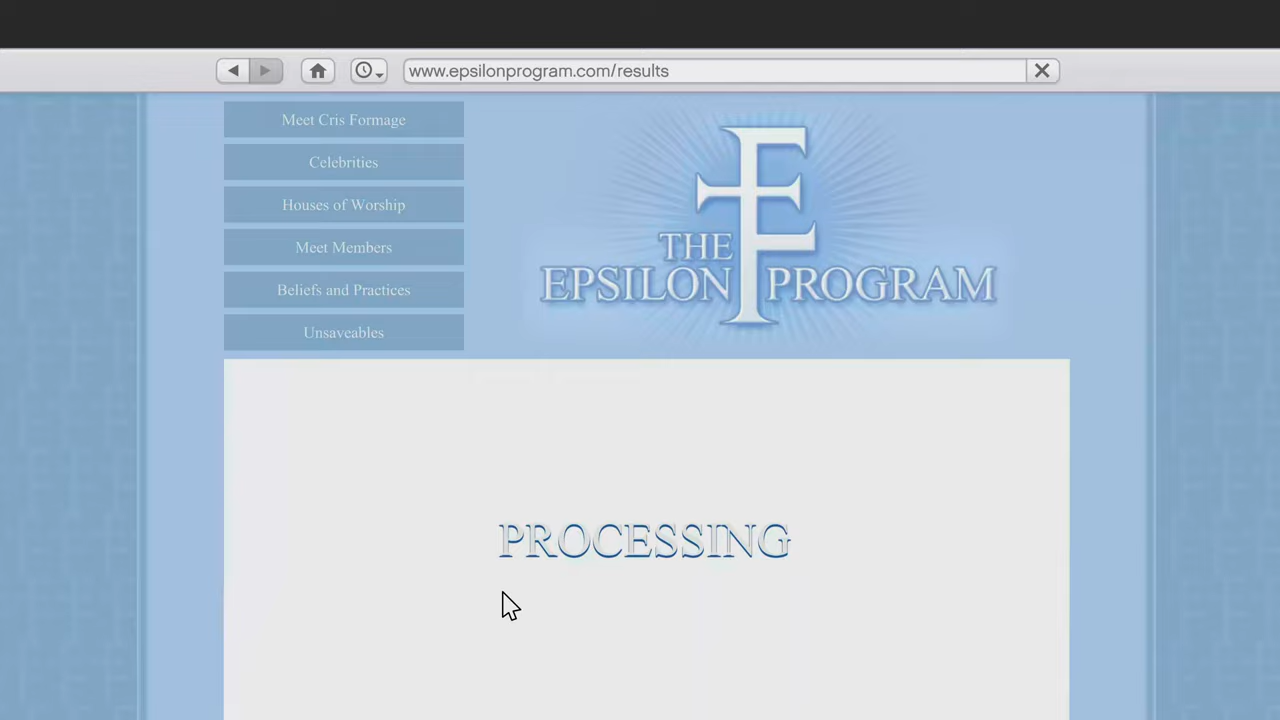 www.epsilonprogram.com/results
Meet Cris Formage
Celebrities
Houses of Worship
Meet Members
Beliefs and Practices
Unsaveables
THE
EPSILON PROGRAM
PROCESSING